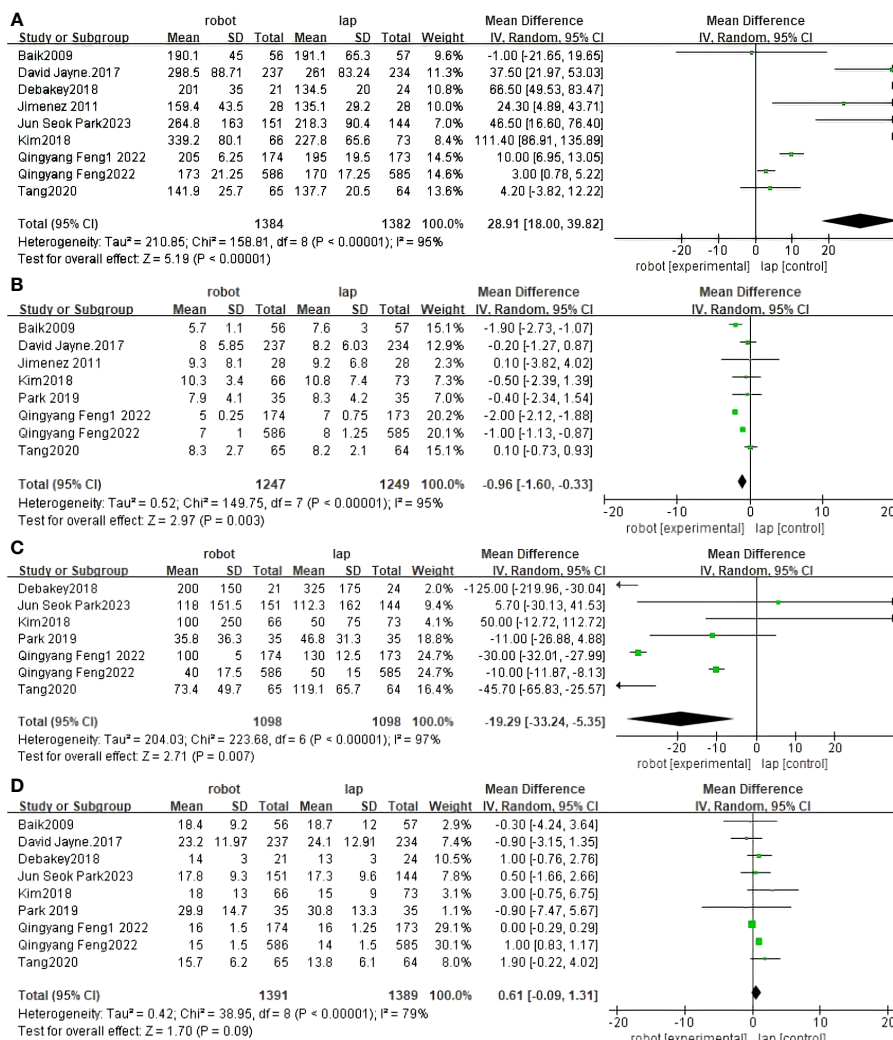 A
robot lap Mean Difference Mean Difference
Study or Subgroup Mean SD Total Mean SD Total Weight IV, Random, 95% CI IV, Random, 95% CI
Baik2009 190.1 45 56 191.1 65.3 57 9.6% -1.00 [-21.65, 19.65]
David Jayne.2017 298.5 88.71 237 261 83.24 234 11.3% 37.50 [21.97, 53.03]
Debakey2018 201 35 21 134.5 20 24 10.8% 66.50 [49.53, 83.47]
Jimenez 2011 159.4 43.5 28 135.1 29.2 28 10.0% 24.30 [4.89, 43.71]
Jun Seok Park2023 264.8 163 151 218.3 90.4 144 7.0% 46.50 [16.60, 76.40]
Kim2018 339.2 80.1 66 227.8 65.6 73 8.4% 111.40 [86.91, 135.89]
Qingyang Feng1 2022 205 6.25 174 195 19.5 173 14.5% 10.00 [6.95, 13.05]
Qingyang Feng2022 173 21.25 586 170 17.25 585 14.6% 3.00 [0.78, 5.22]
Tang2020 141.9 25.7 65 137.7 20.5 64 13.6% 4.20 [-3.82, 12.22]
Total (95% CI) 1384 1382 100.0% 28.91 [18.00, 39.82]
Heterogeneity: Tau² = 210.85; Chi² = 158.81, df = 8 (P < 0.00001); I² = 95%
Test for overall effect: Z = 5.19 (P < 0.00001)
-20 -10 0 10 20
robot [experimental] lap [control]
B
robot lap Mean Difference Mean Difference
Study or Subgroup Mean SD Total Mean SD Total Weight IV, Random, 95% CI IV, Random, 95% CI
Baik2009 5.7 1.1 56 7.6 3 57 15.1% -1.90 [-2.73, -1.07]
David Jayne.2017 8 5.85 237 8.2 6.03 234 12.9% -0.20 [-1.27, 0.87]
Jimenez 2011 9.3 8.1 28 9.2 6.8 28 2.3% 0.10 [-3.82, 4.02]
Kim2018 10.3 3.4 66 10.8 7.4 73 7.2% -0.50 [-2.39, 1.39]
Park 2019 7.9 4.1 35 8.3 4.2 35 7.0% -0.40 [-2.34, 1.54]
Qingyang Feng1 2022 5 0.25 174 7 0.75 173 20.2% -2.00 [-2.12, -1.88]
Qingyang Feng2022 7 1 586 8 1.25 585 20.1% -1.00 [-1.13, -0.87]
Tang2020 8.3 2.7 65 8.2 2.1 64 15.1% 0.10 [-0.73, 0.93]
Total (95% CI) 1247 1249 100.0% -0.96 [-1.60, -0.33]
Heterogeneity: Tau² = 0.52; Chi² = 149.75, df = 7 (P < 0.00001); I² = 95%
Test for overall effect: Z = 2.97 (P = 0.003)
-20 -10 0 10 20
robot [experimental] lap [control]
C
robot lap Mean Difference Mean Difference
Study or Subgroup Mean SD Total Mean SD Total Weight IV, Random, 95% CI IV, Random, 95% CI
Debakey2018 200 150 21 325 175 24 2.0% -125.00 [-219.96, -30.04]
Jun Seok Park2023 118 151.5 151 112.3 162 144 9.4% 5.70 [-30.13, 41.53]
Kim2018 100 250 66 50 75 73 4.1% 50.00 [-12.72, 112.72]
Park 2019 35.8 36.3 35 46.8 31.3 35 18.8% -11.00 [-26.88, 4.88]
Qingyang Feng1 2022 100 5 174 130 12.5 173 24.7% -30.00 [-32.01, -27.99]
Qingyang Feng2022 40 17.5 586 50 15 585 24.7% -10.00 [-11.87, -8.13]
Tang2020 73.4 49.7 65 119.1 65.7 64 16.4% -45.70 [-65.83, -25.57]
Total (95% CI) 1098 1098 100.0% -19.29 [-33.24, -5.35]
Heterogeneity: Tau² = 204.03; Chi² = 223.68, df = 6 (P < 0.00001); I² = 97%
Test for overall effect: Z = 2.71 (P = 0.007)
-20 -10 0 10 20
robot [experimental] lap [control]
D
robot lap Mean Difference Mean Difference
Study or Subgroup Mean SD Total Mean SD Total Weight IV, Random, 95% CI IV, Random, 95% CI
Baik2009 18.4 9.2 56 18.7 12 57 2.9% -0.30 [-4.24, 3.64]
David Jayne.2017 23.2 11.97 237 24.1 12.91 234 7.4% -0.90 [-3.15, 1.35]
Debakey2018 14 3 21 13 3 24 10.5% 1.00 [-0.76, 2.76]
Jun Seok Park2023 17.8 9.3 151 17.3 9.6 144 7.8% 0.50 [-1.66, 2.66]
Kim2018 18 13 66 15 9 73 3.1% 3.00 [-0.75, 6.75]
Park 2019 29.9 14.7 35 30.8 13.3 35 1.1% -0.90 [-7.47, 5.67]
Qingyang Feng1 2022 16 1.5 174 16 1.25 173 29.1% 0.00 [-0.29, 0.29]
Qingyang Feng2022 15 1.5 586 14 1.5 585 30.1% 1.00 [0.83, 1.17]
Tang2020 15.7 6.2 65 13.8 6.1 64 8.0% 1.90 [-0.22, 4.02]
Total (95% CI) 1391 1389 100.0% 0.61 [-0.09, 1.31]
Heterogeneity: Tau² = 0.42; Chi² = 38.95, df = 8 (P < 0.00001); I² = 79%
Test for overall effect: Z = 1.70 (P = 0.09)
-20 -10 0 10 20
robot [experimental] lap [control]